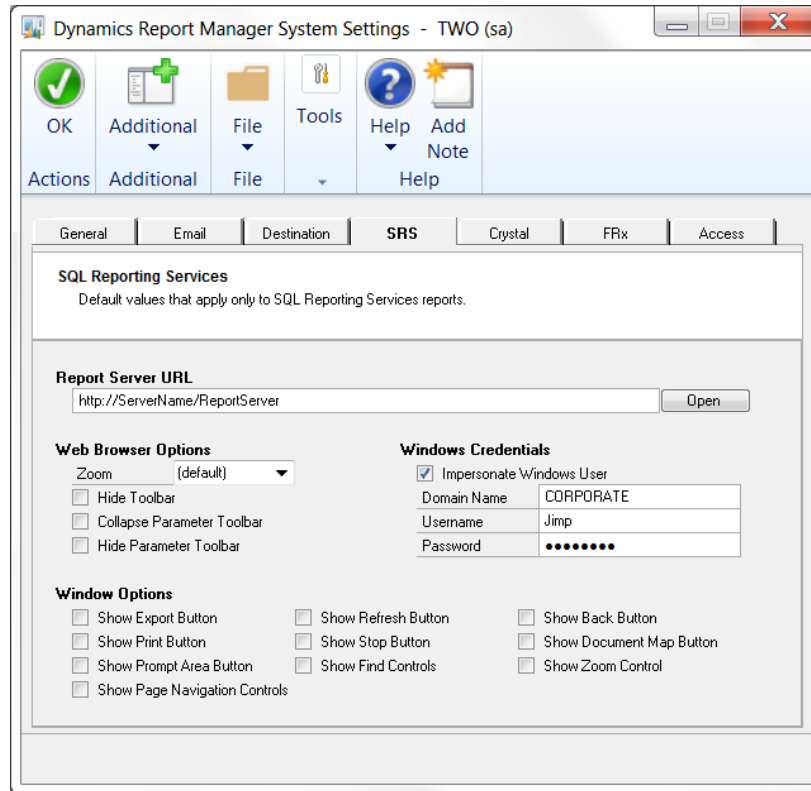 Dynamics Report Manager System Settings - TWO (sa)
OK Additional File Tools Help Add Note
Actions Additional File Help
General Email Destination SRS Crystal FRx Access
SQL Reporting Services
Default values that apply only to SQL Reporting Services reports.
Report Server URL
http://ServerName/ReportServer Open
Web Browser Options Windows Credentials
Zoom (default) Impersonate Windows User
Hide Toolbar Domain Name CORPORATE
Collapse Parameter Toolbar Username Jimp
Hide Parameter Toolbar Password ●●●●●●●●
Window Options
Show Export Button Show Refresh Button Show Back Button
Show Print Button Show Stop Button Show Document Map Button
Show Prompt Area Button Show Find Controls Show Zoom Control
Show Page Navigation Controls